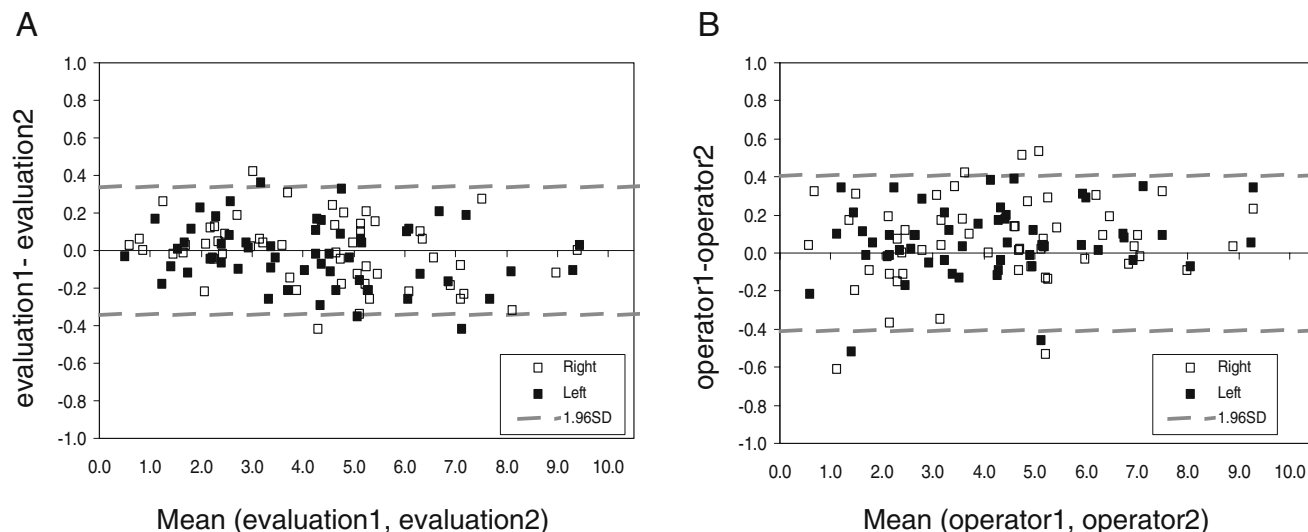 A
evaluation1- evaluation2
1.0
0.8
0.6
0.4
0.2
0.0
-0.2
-0.4
-0.6
-0.8
-1.0
0.0 1.0 2.0 3.0 4.0 5.0 6.0 7.0 8.0 9.0 10.0
Right
Left
1.96SD
Mean (evaluation1, evaluation2)
B
operator1-operator2
1.0
0.8
0.6
0.4
0.2
0.0
-0.2
-0.4
-0.6
-0.8
-1.0
0.0 1.0 2.0 3.0 4.0 5.0 6.0 7.0 8.0 9.0 10.0
Right
Left
1.96SD
Mean (operator1, operator2)